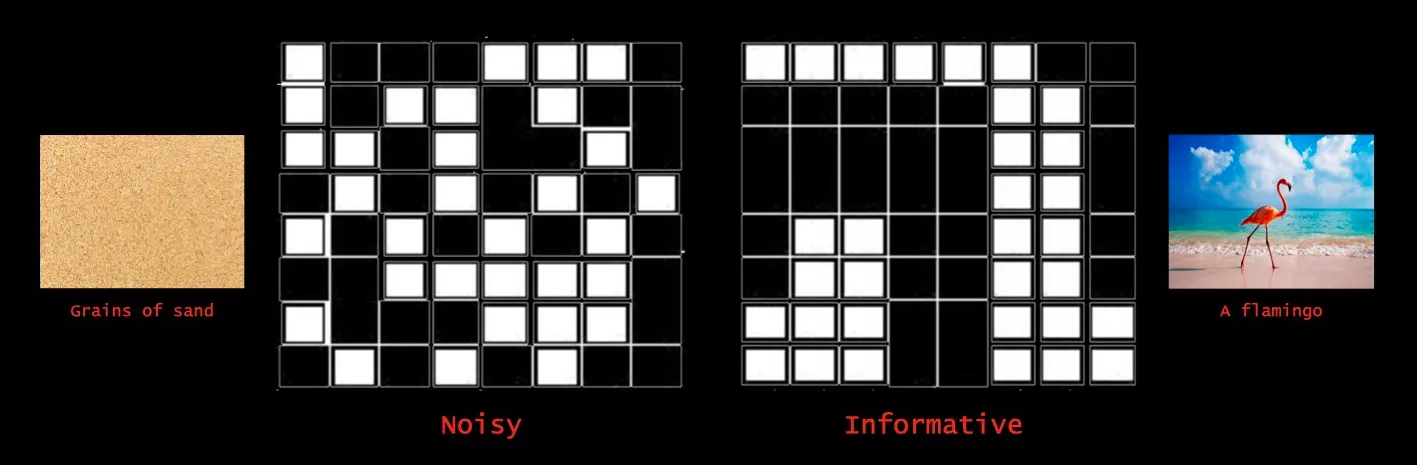 Grains of sand
A flamingo
Noisy
Informative